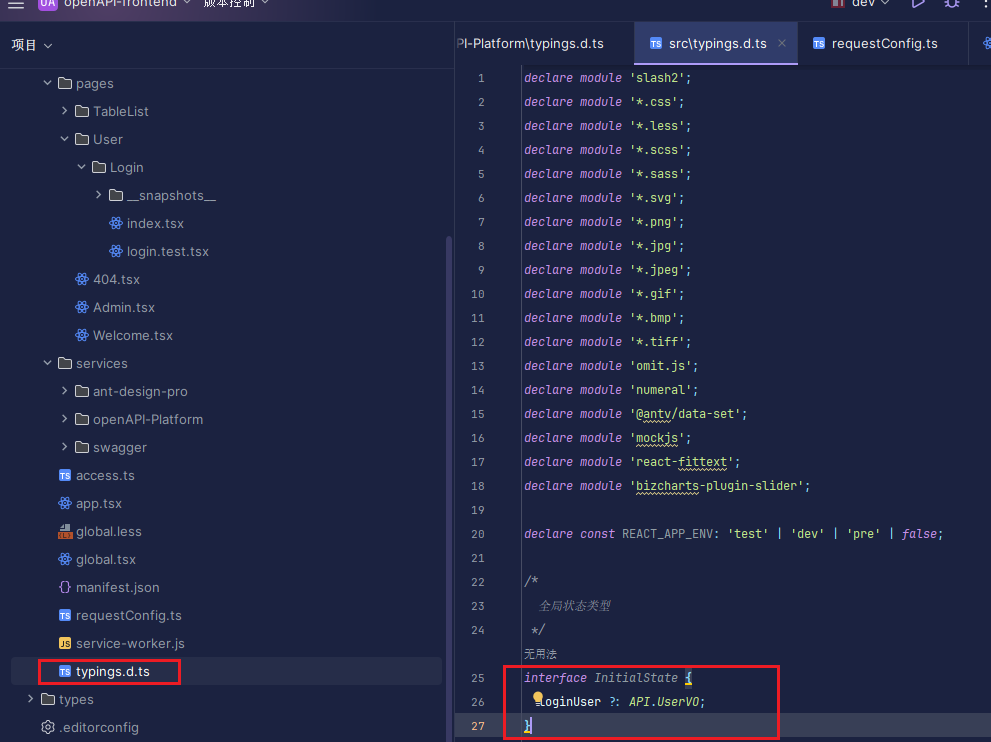 UA openAPI-frontend 版本控制 dev
项目
PI-Platform\typings.d.ts
TS src\typings.d.ts
TS requestConfig.ts
pages
TableList
User
Login
__snapshots__
index.tsx
login.test.tsx
404.tsx
Admin.tsx
Welcome.tsx
services
ant-design-pro
openAPI-Platform
swagger
TS access.ts
app.tsx
global.less
global.tsx
{} manifest.json
TS requestConfig.ts
JS service-worker.js
TS typings.d.ts
types
.editorconfig
1 declare module 'slash2';
2 declare module '*.css';
3 declare module '*.less';
4 declare module '*.scss';
5 declare module '*.sass';
6 declare module '*.svg';
7 declare module '*.png';
8 declare module '*.jpg';
9 declare module '*.jpeg';
10 declare module '*.gif';
11 declare module '*.bmp';
12 declare module '*.tiff';
13 declare module 'omit.js';
14 declare module 'numeral';
15 declare module '@antv/data-set';
16 declare module 'mockjs';
17 declare module 'react-fittext';
18 declare module 'bizcharts-plugin-slider';
19
20 declare const REACT_APP_ENV: 'test' | 'dev' | 'pre' | false;
21
22 /*
23 全局状态类型
24 */
无用法
25 interface InitialState {
26 loginUser ?: API.UserVO;
27 }